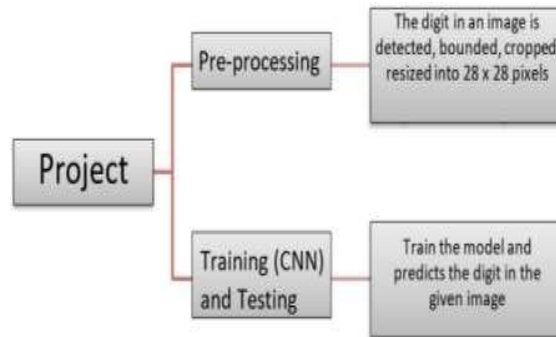 Project
Pre-processing
The digit in an image is
detected, bounded, cropped
resized into 28 x 28 pixels
Training (CNN)
and Testing
Train the model and
predicts the digit in the
given image